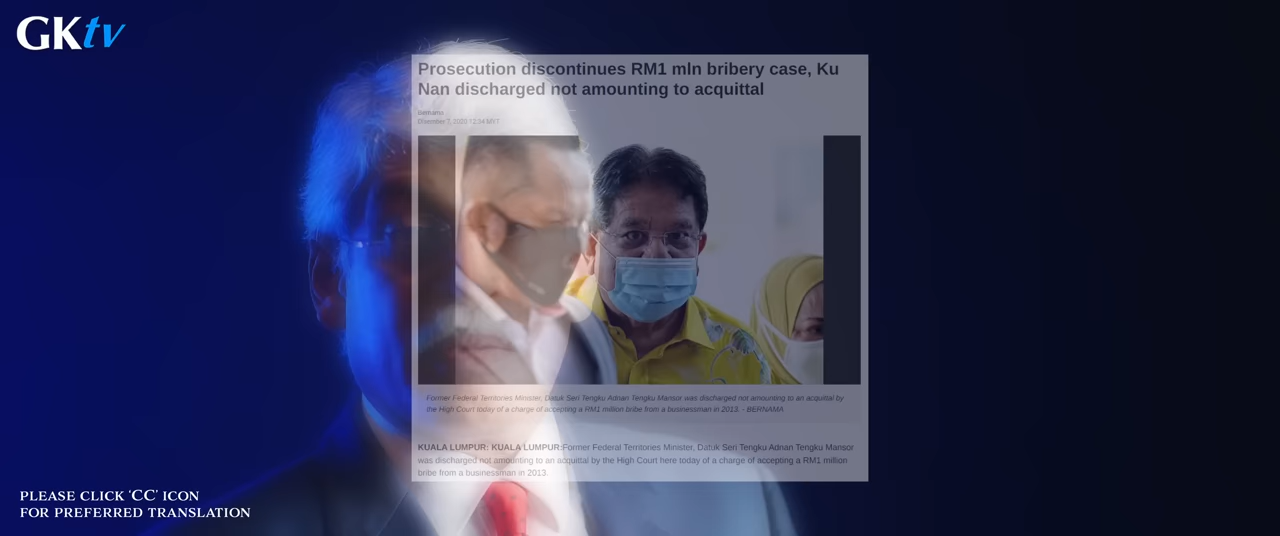 GKtv
Prosecution discontinues RM1 mln bribery case, Ku
Nan discharged not amounting to acquittal
bernama
December 7, 2020 12:54 MYT
Former Federal Territories Minister, Datuk Seri Tengku Adnan Tengku Mansor was discharged not amounting to an acquittal by
the High Court today of a charge of accepting a RM1 million bribe from a businessman in 2013. - BERNAMA
KUALA LUMPUR: KUALA LUMPUR:Former Federal Territories Minister, Datuk Seri Tengku Adnan Tengku Mansor
was discharged not amounting to an acquittal by the High Court here today of a charge of accepting a RM1 million
bribe from a businessman in 2013.
PLEASE CLICK 'CC' ICON
FOR PREFERRED TRANSLATION